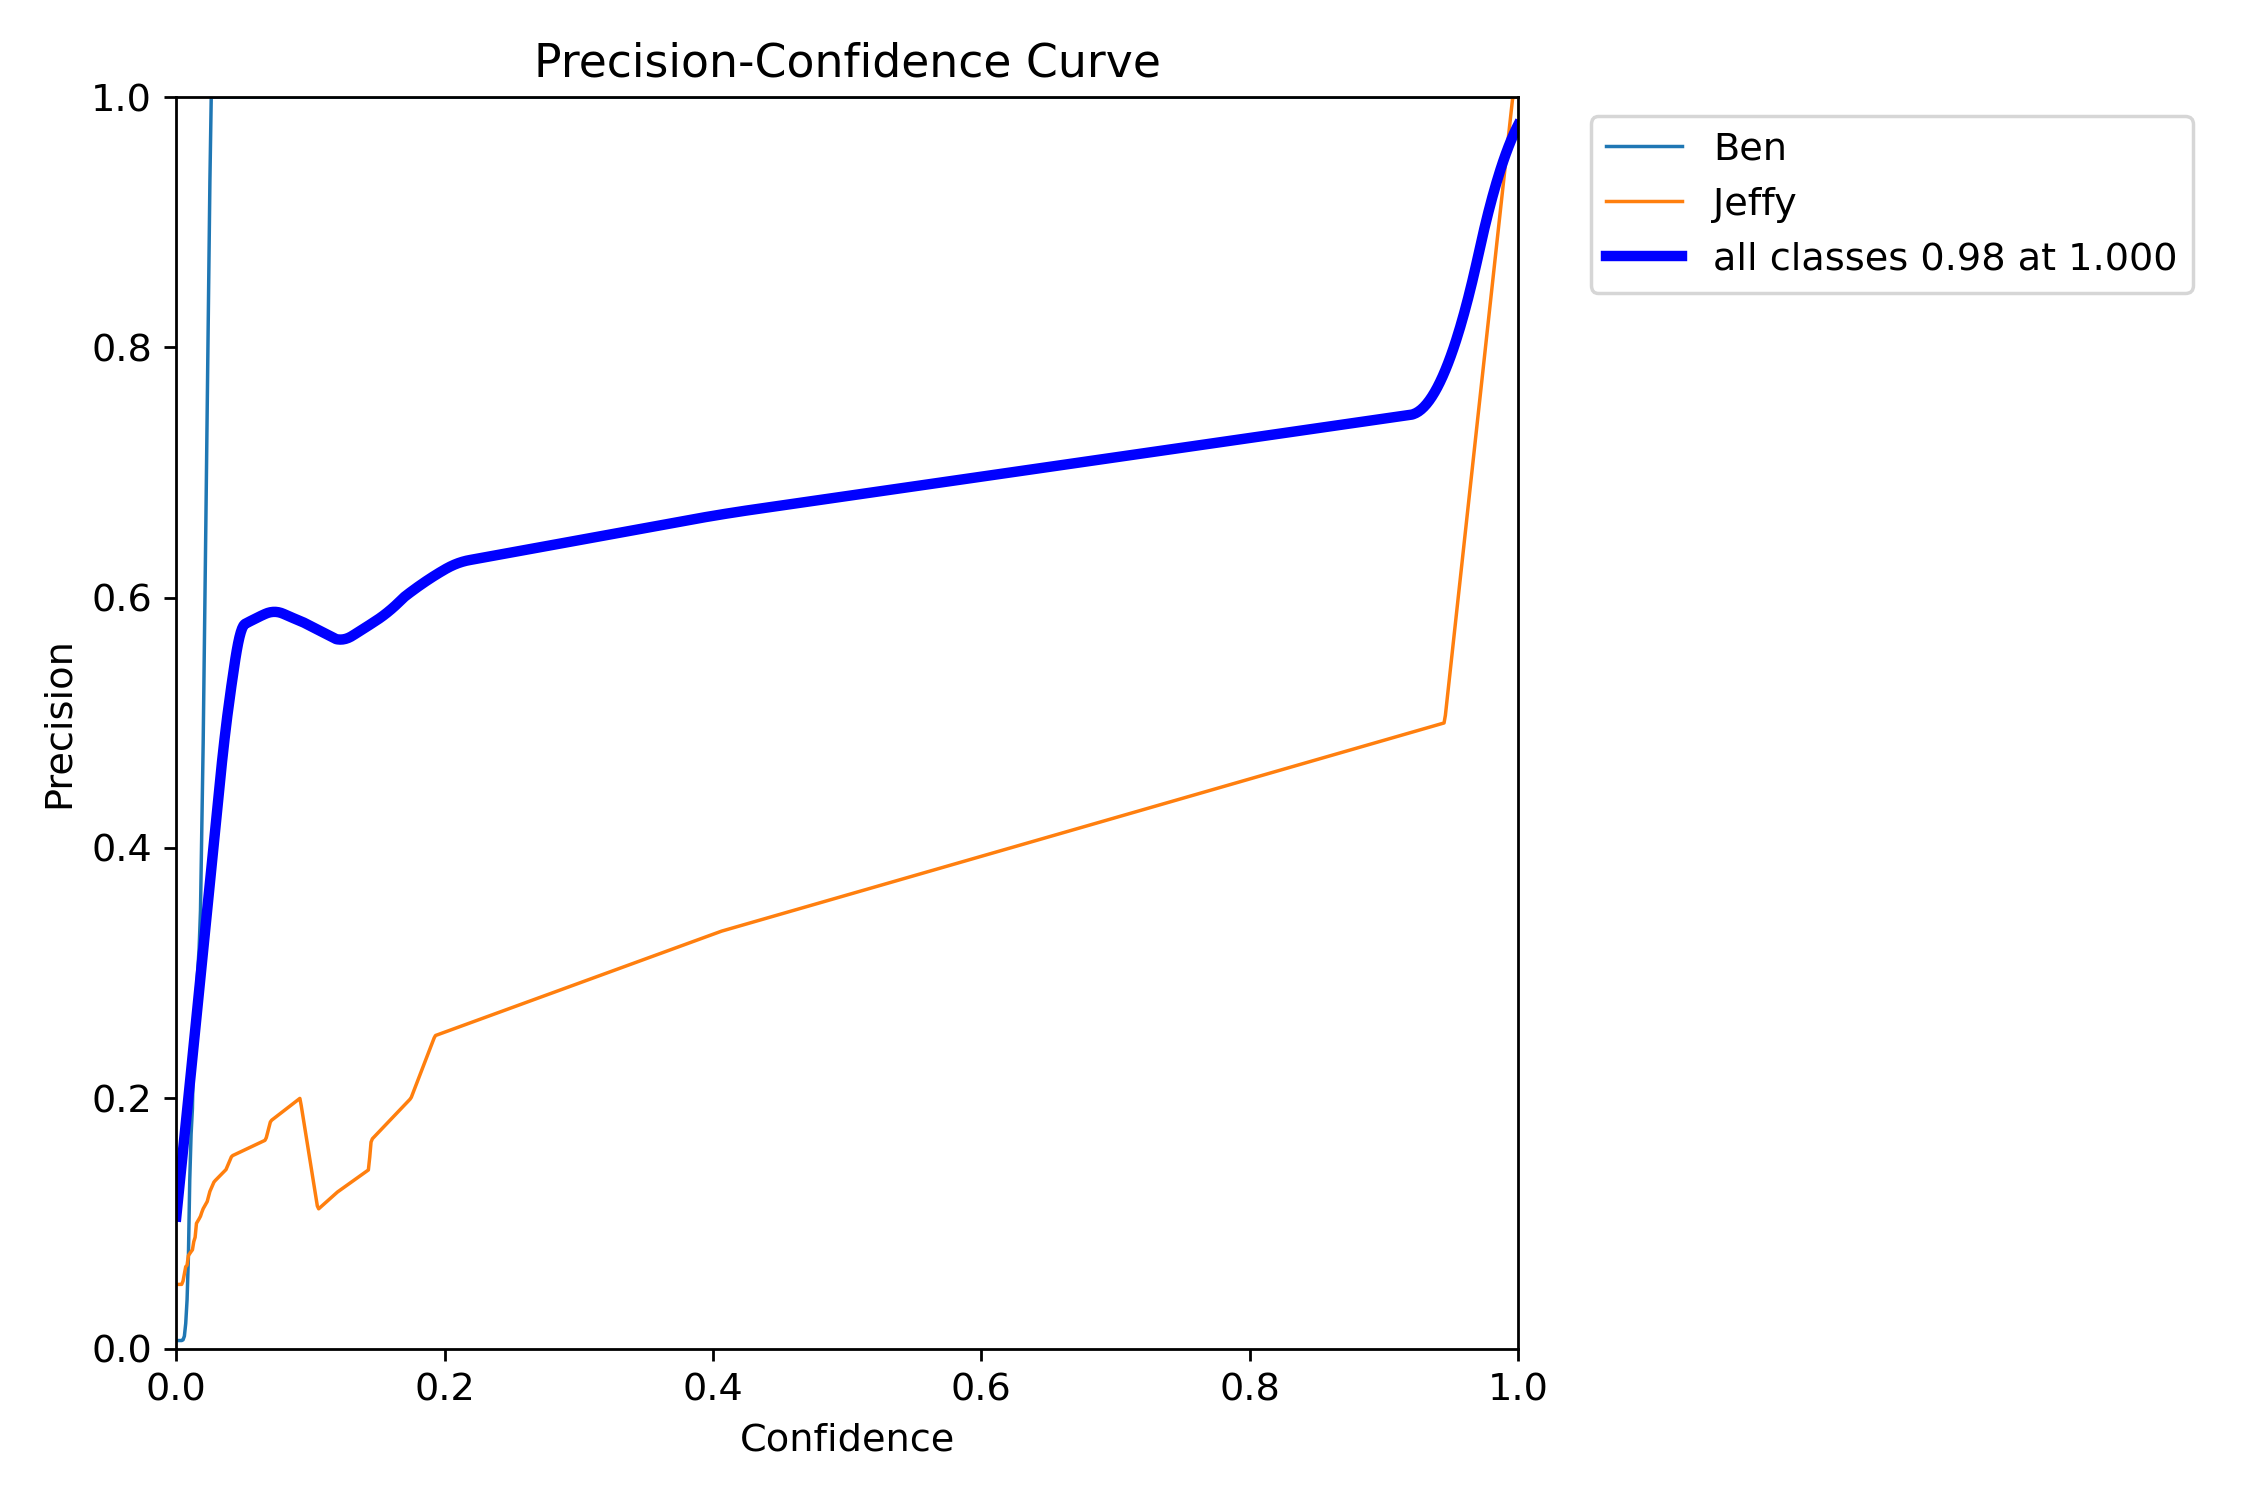 Precision-Confidence Curve
Ben
Jeffy
all classes 0.98 at 1.000
Precision
1.0
0.8
0.6
0.4
0.2
0.0
0.0 0.2 0.4 0.6 0.8 1.0
Confidence